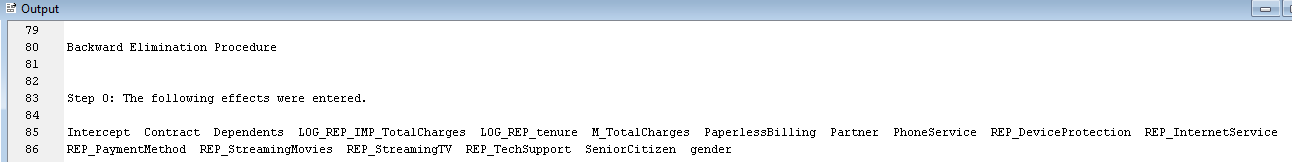 Output
79
80 Backward Elimination Procedure
81
82
83 Step 0: The following effects were entered.
84
85 Intercept Contract Dependents LOG_REP_IMP_TotalCharges LOG_REP_tenure M_TotalCharges PaperlessBilling Partner PhoneService REP_DeviceProtection REP_InternetService
86 REP_PaymentMethod REP_StreamingMovies REP_StreamingTV REP_TechSupport SeniorCitizen gender